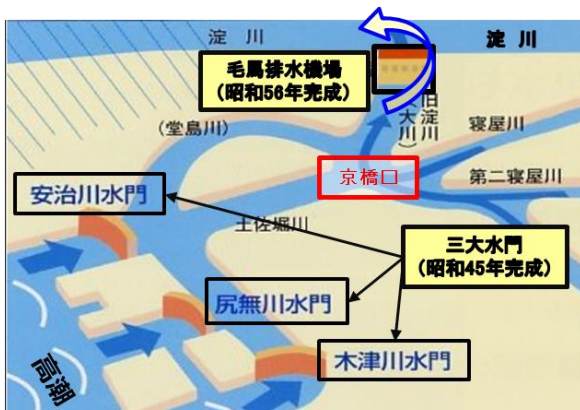 淀川
淀川
毛馬排水機場
(昭和56年完成)
旧淀川
(大川)
(堂島川)
寝屋川
京橋口
第二寝屋川
安治川水門
土佐堀川
三大水門
(昭和45年完成)
尻無川水門
木津川水門
高潮